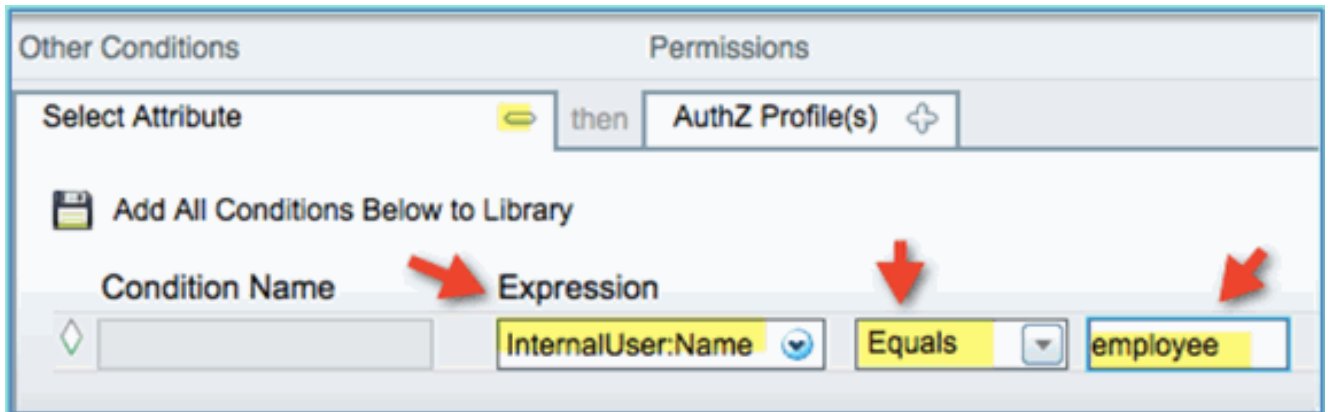 Other Conditions Permissions
Select Attribute then AuthZ Profile(s)
Add All Conditions Below to Library
Condition Name Expression
InternalUser:Name Equals employee